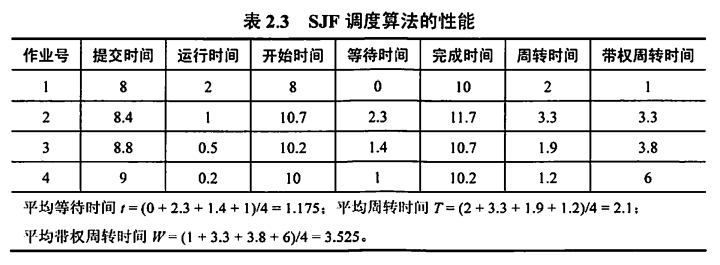 表 2.3 SJF 调度算法的性能
作业号 提交时间 运行时间 开始时间 等待时间 完成时间 周转时间 带权周转时间
1 8 2 8 0 10 2 1
2 8.4 1 10.7 2.3 11.7 3.3 3.3
3 8.8 0.5 10.2 1.4 10.7 1.9 3.8
4 9 0.2 10 1 10.2 1.2 6
平均等待时间 t = (0 + 2.3 + 1.4 + 1)/4 = 1.175；平均周转时间 T = (2 + 3.3 + 1.9 + 1.2)/4 = 2.1；
平均带权周转时间 W = (1 + 3.3 + 3.8 + 6)/4 = 3.525。